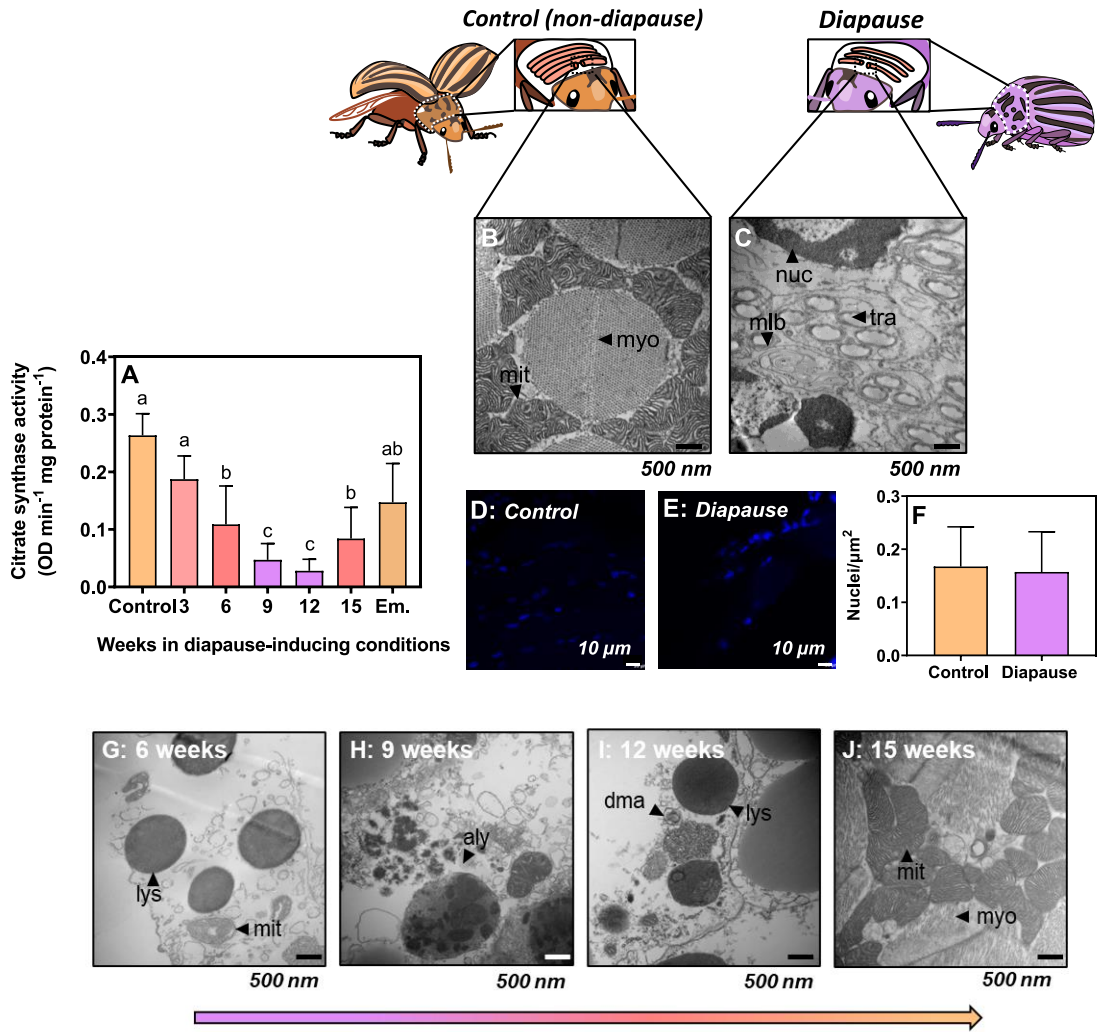 Control (non-diapause)
Diapause
B
myo
mit
500 nm
C
nuc
mlb
tra
500 nm
A
Citrate synthase activity
(OD min⁻¹ mg protein⁻¹)
0.4
0.3
0.2
0.1
0.0
a
a
b
c
c
b
ab
Control
3
6
9
12
15
Em.
Weeks in diapause-inducing conditions
D: Control
10 µm
E: Diapause
10 µm
F
Nuclei/µm²
0.3
0.2
0.1
0.0
Control
Diapause
G: 6 weeks
lys
mit
500 nm
H: 9 weeks
aly
500 nm
I: 12 weeks
dma
lys
500 nm
J: 15 weeks
mit
myo
500 nm